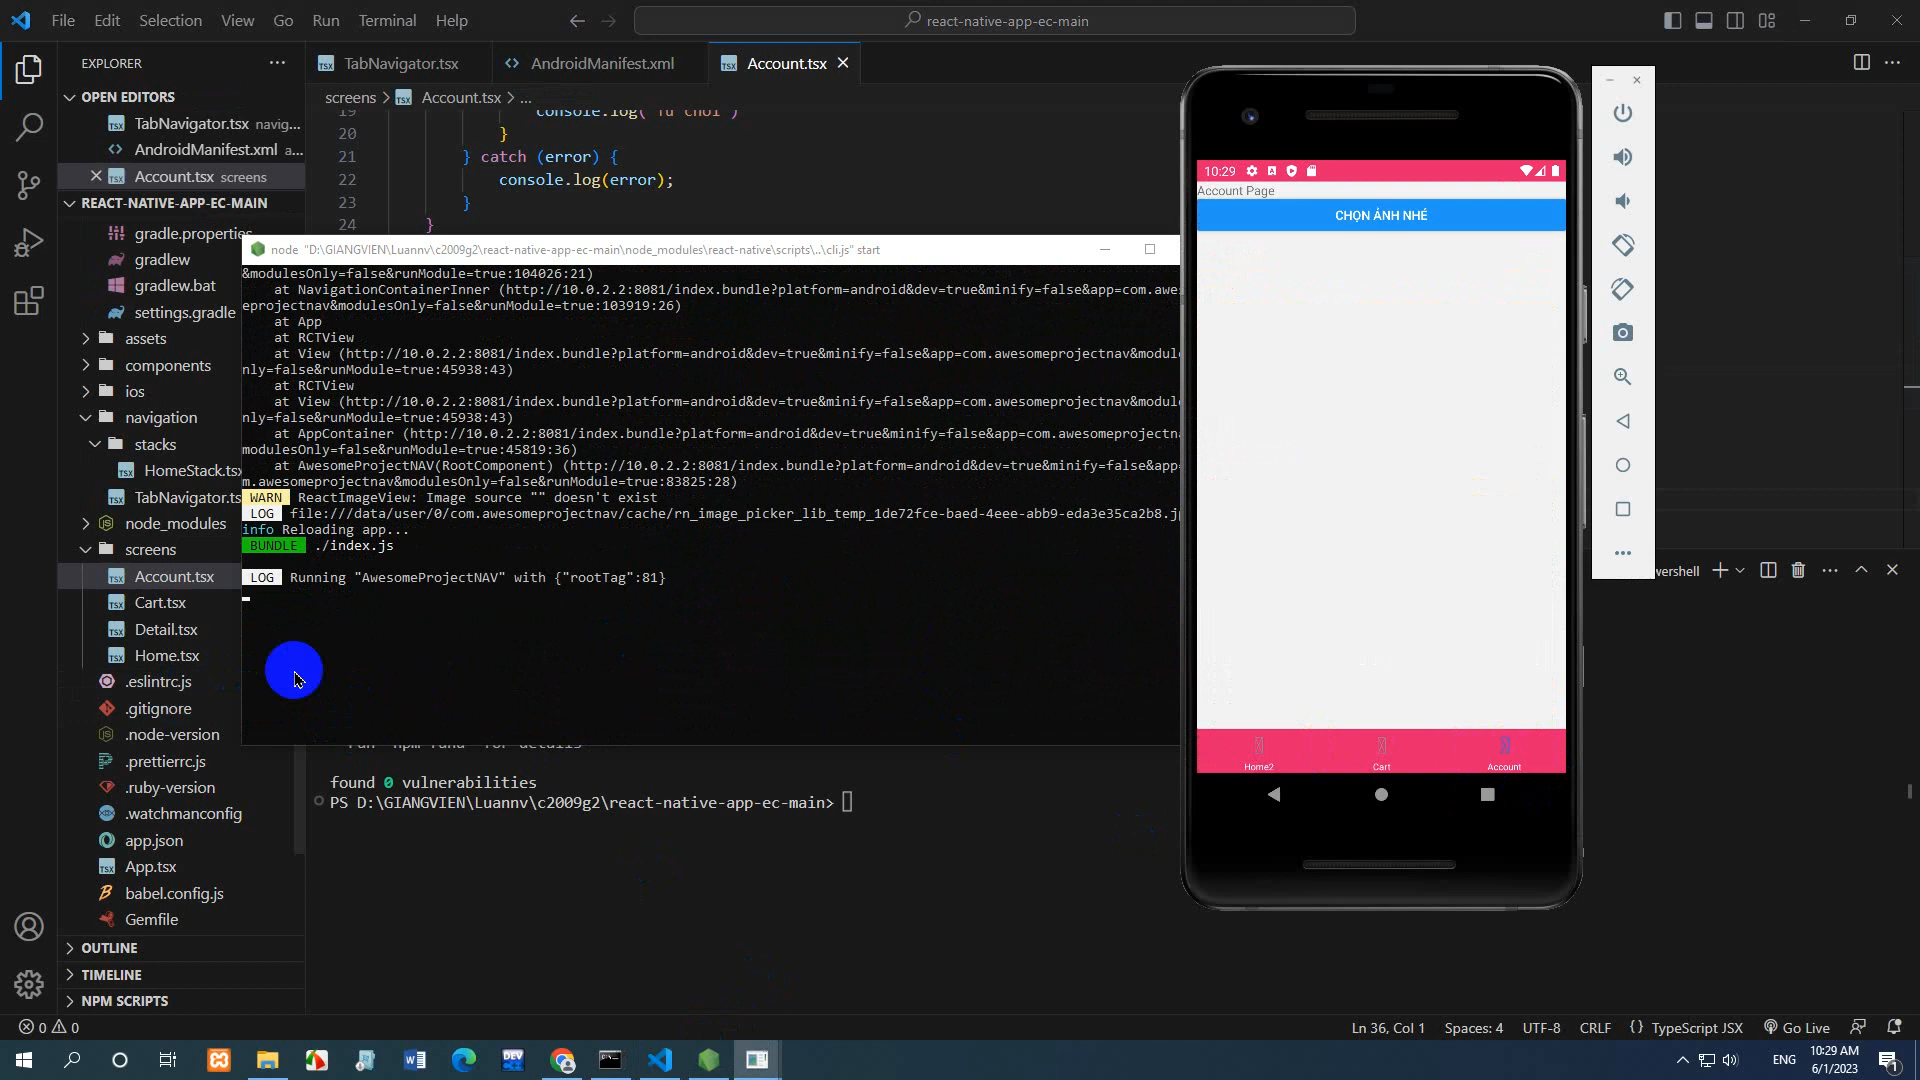 File Edit Selection View Go Run Terminal Help
react-native-app-ec-main
EXPLORER
TabNavigator.tsx
AndroidManifest.xml
Account.tsx
OPEN EDITORS
TabNavigator.tsx navig...
AndroidManifest.xml a...
Account.tsx screens
REACT-NATIVE-APP-EC-MAIN
gradle.properties
gradlew
gradlew.bat
settings.gradle
assets
components
ios
navigation
stacks
HomeStack.tsx
TabNavigator.ts
node_modules
screens
Account.tsx
Cart.tsx
Detail.tsx
Home.tsx
.eslintrc.js
.gitignore
.node-version
.prettierrc.js
.ruby-version
.watchmanconfig
app.json
App.tsx
babel.config.js
Gemfile
OUTLINE
TIMELINE
NPM SCRIPTS
screens > Account.tsx > ...
19
20 }
21 } catch (error) {
22 console.log(error);
23 }
24 }
node "D:\GIANGVIEN\Luannv\c2009g2\react-native-app-ec-main\node_modules\react-native\scripts\..\cli.js" start
&modulesOnly=false&runModule=true:104026:21)
at NavigationContainerInner (http://10.0.2.2:8081/index.bundle?platform=android&dev=true&minify=false&app=com.awes
eprojectnav&modulesOnly=false&runModule=true:103919:26)
at App
at RCTView
at View (http://10.0.2.2:8081/index.bundle?platform=android&dev=true&minify=false&app=com.awesomeprojectnav&modul
nly=false&runModule=true:45938:43)
at RCTView
at View (http://10.0.2.2:8081/index.bundle?platform=android&dev=true&minify=false&app=com.awesomeprojectnav&modul
nly=false&runModule=true:45938:43)
at AppContainer (http://10.0.2.2:8081/index.bundle?platform=android&dev=true&minify=false&app=com.awesomeprojectna
modulesOnly=false&runModule=true:45819:36)
at AwesomeProjectNAV(RootComponent) (http://10.0.2.2:8081/index.bundle?platform=android&dev=true&minify=false&app=
m.awesomeprojectnav&modulesOnly=false&runModule=true:83825:28)
WARN ReactImageView: Image source "" doesn't exist
LOG file:///data/user/0/com.awesomeprojectnav/cache/rn_image_picker_lib_temp_1de72fce-baed-4eee-abb9-eda3e35ca2b8.j
info Reloading app...
BUNDLE ./index.js
LOG Running "AwesomeProjectNAV" with {"rootTag":81}
found 0 vulnerabilities
PS D:\GIANGVIEN\Luannv\c2009g2\react-native-app-ec-main>
10:29
Account Page
CHỌN ẢNH NHÉ
Home2 Cart Account
wershell
0 0
Ln 36, Col 1 Spaces: 4 UTF-8 CRLF {} TypeScript JSX Go Live
ENG
10:29 AM
6/1/2023
1